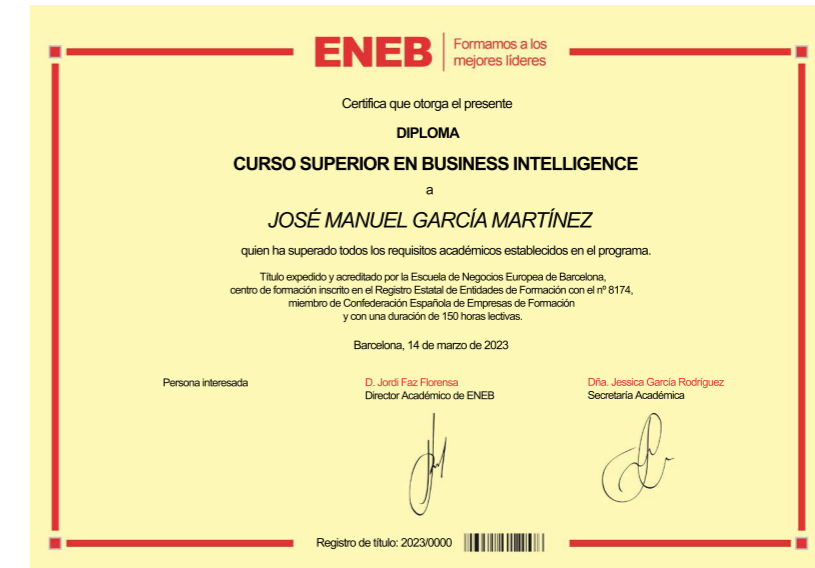 ENEB
Formamos a los
mejores líderes
Certifica que otorga el presente
DIPLOMA
CURSO SUPERIOR EN BUSINESS INTELLIGENCE
a
JOSÉ MANUEL GARCÍA MARTÍNEZ
quien ha superado todos los requisitos académicos establecidos en el programa.
Título expedido y acreditado por la Escuela de Negocios Europea de Barcelona,
centro de formación inscrito en el Registro Estatal de Entidades de Formación con el nº 8174,
miembro de Confederación Española de Empresas de Formación
y con una duración de 150 horas lectivas.
Barcelona, 14 de marzo de 2023
Persona interesada
D. Jordi Faz Florensa
Director Académico de ENEB
Dña. Jessica García Rodríguez
Secretaría Académica
Registro de título: 2023/0000